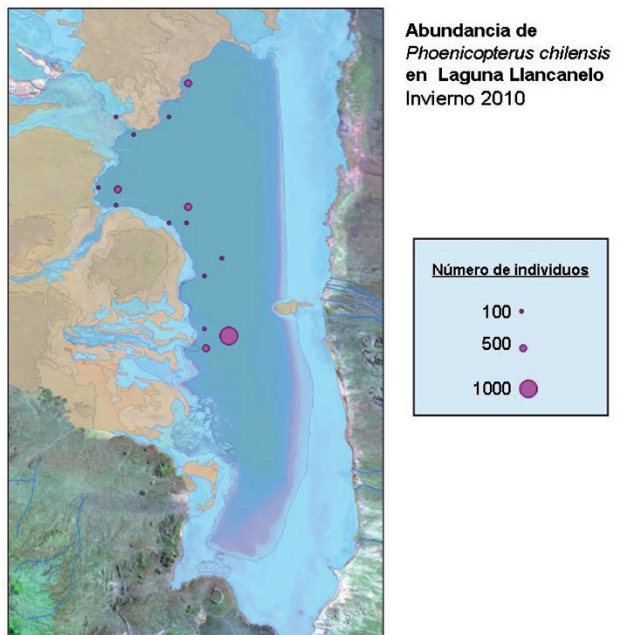 Abundancia de
Phoenicopterus chilensis
en Laguna Llancanelo
Invierno 2010
Número de individuos
100
500
1000